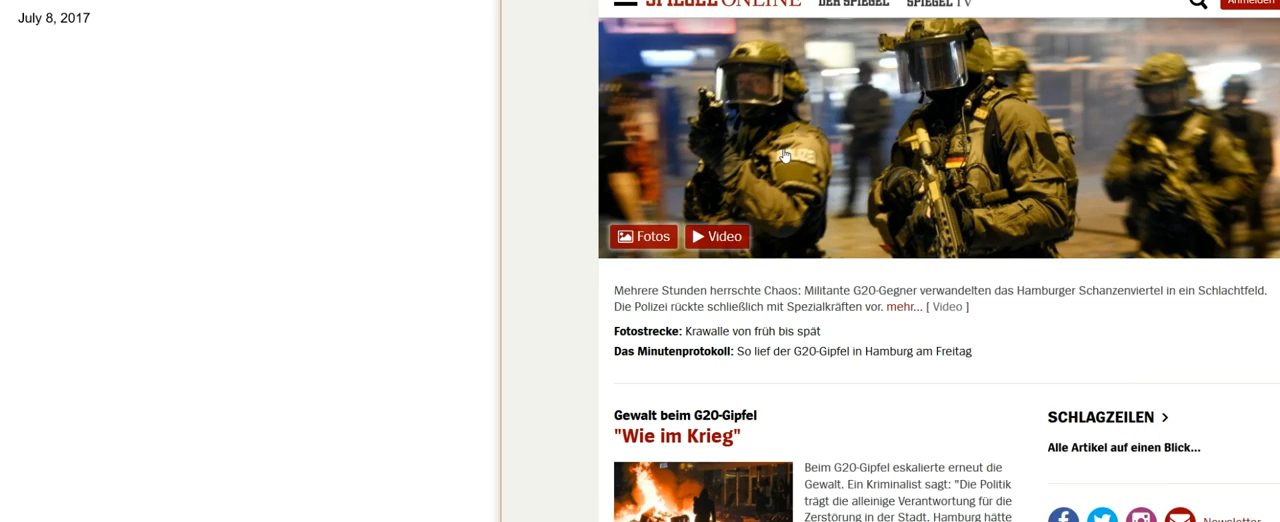 July 8, 2017
SPIEGEL ONLINE DER SPIEGEL SPIEGEL TV
Anmelden
Fotos
Video
Mehrere Stunden herrschte Chaos: Militante G20-Gegner verwandelten das Hamburger Schanzenviertel in ein Schlachtfeld.
Die Polizei rückte schließlich mit Spezialkräften vor. mehr... [ Video ]
Fotostrecke: Krawalle von früh bis spät
Das Minutenprotokoll: So lief der G20-Gipfel in Hamburg am Freitag
Gewalt beim G20-Gipfel
"Wie im Krieg"
Beim G20-Gipfel eskalierte erneut die
Gewalt. Ein Kriminalist sagt: "Die Politik
trägt die alleinige Verantwortung für die
Zerstörung in der Stadt. Hamburg hätte
SCHLAGZEILEN >
Alle Artikel auf einen Blick...
Newsletter